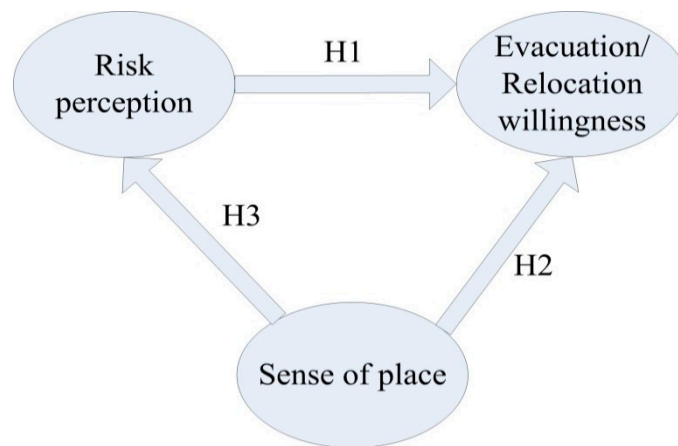 Risk
perception
H1
Evacuation/
Relocation
willingness
H3
H2
Sense of place